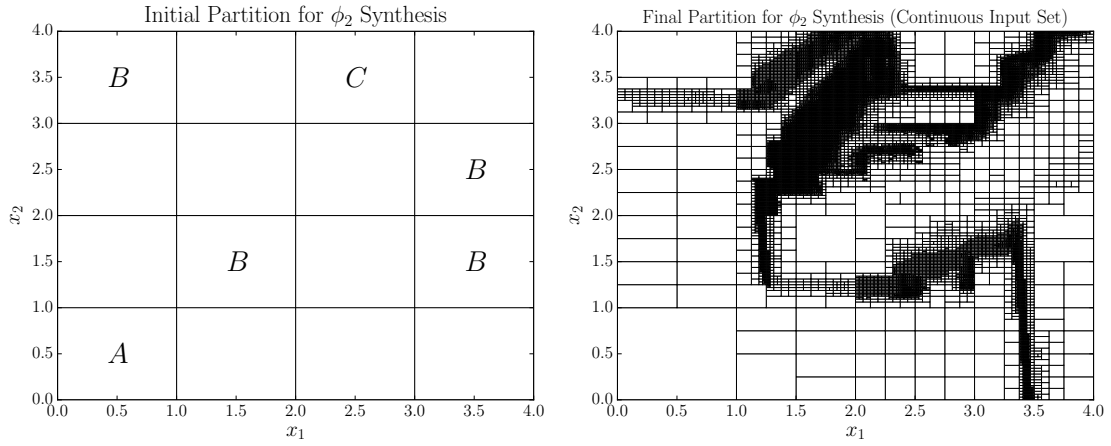 Initial Partition for ϕ₂ Synthesis
4.0
3.5
3.0
2.5
2.0
1.5
1.0
0.5
0.0
x₂
B
C
B
B
B
A
0.0 0.5 1.0 1.5 2.0 2.5 3.0 3.5 4.0
x₁
Final Partition for ϕ₂ Synthesis (Continuous Input Set)
4.0
3.5
3.0
2.5
2.0
1.5
1.0
0.5
0.0
x₂
0.0 0.5 1.0 1.5 2.0 2.5 3.0 3.5 4.0
x₁